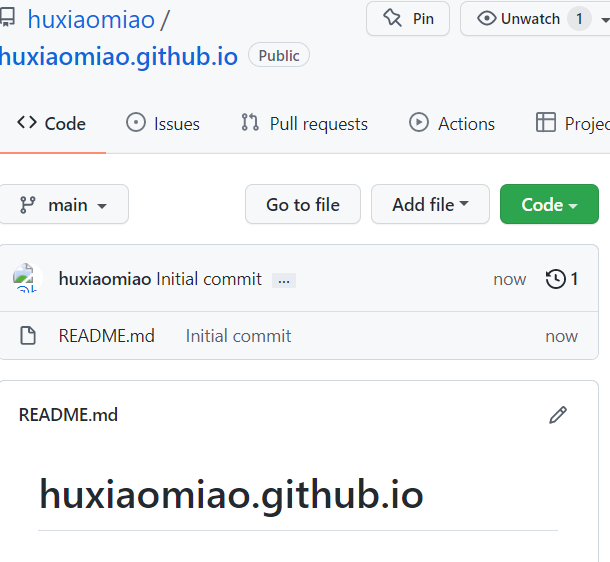 huxiaomiao /
huxiaomiao.github.io Public
Pin
Unwatch 1
Code Issues Pull requests Actions Projec
main Go to file Add file Code
huxiaomiao Initial commit ... now 1
README.md Initial commit now
README.md
huxiaomiao.github.io